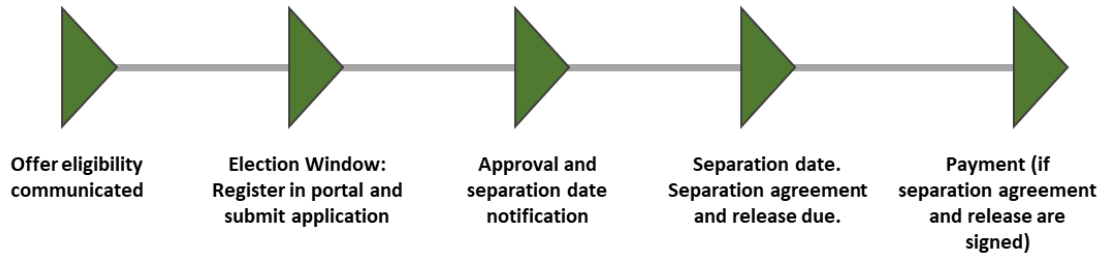 Offer eligibility
communicated
Election Window:
Register in portal and
submit application
Approval and
separation date
notification
Separation date.
Separation agreement
and release due.
Payment (if
separation agreement
and release are
signed)